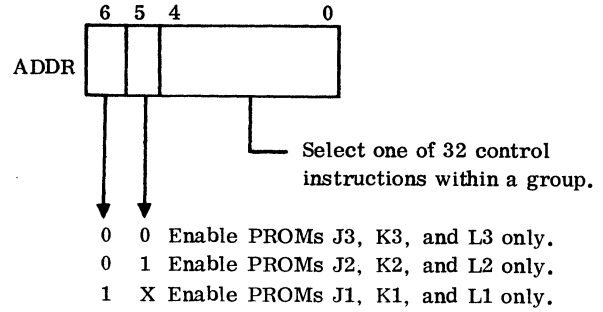 6 5 4 0
ADDR
Select one of 32 control
instructions within a group.
0 0 Enable PROMs J3, K3, and L3 only.
0 1 Enable PROMs J2, K2, and L2 only.
1 X Enable PROMs J1, K1, and L1 only.